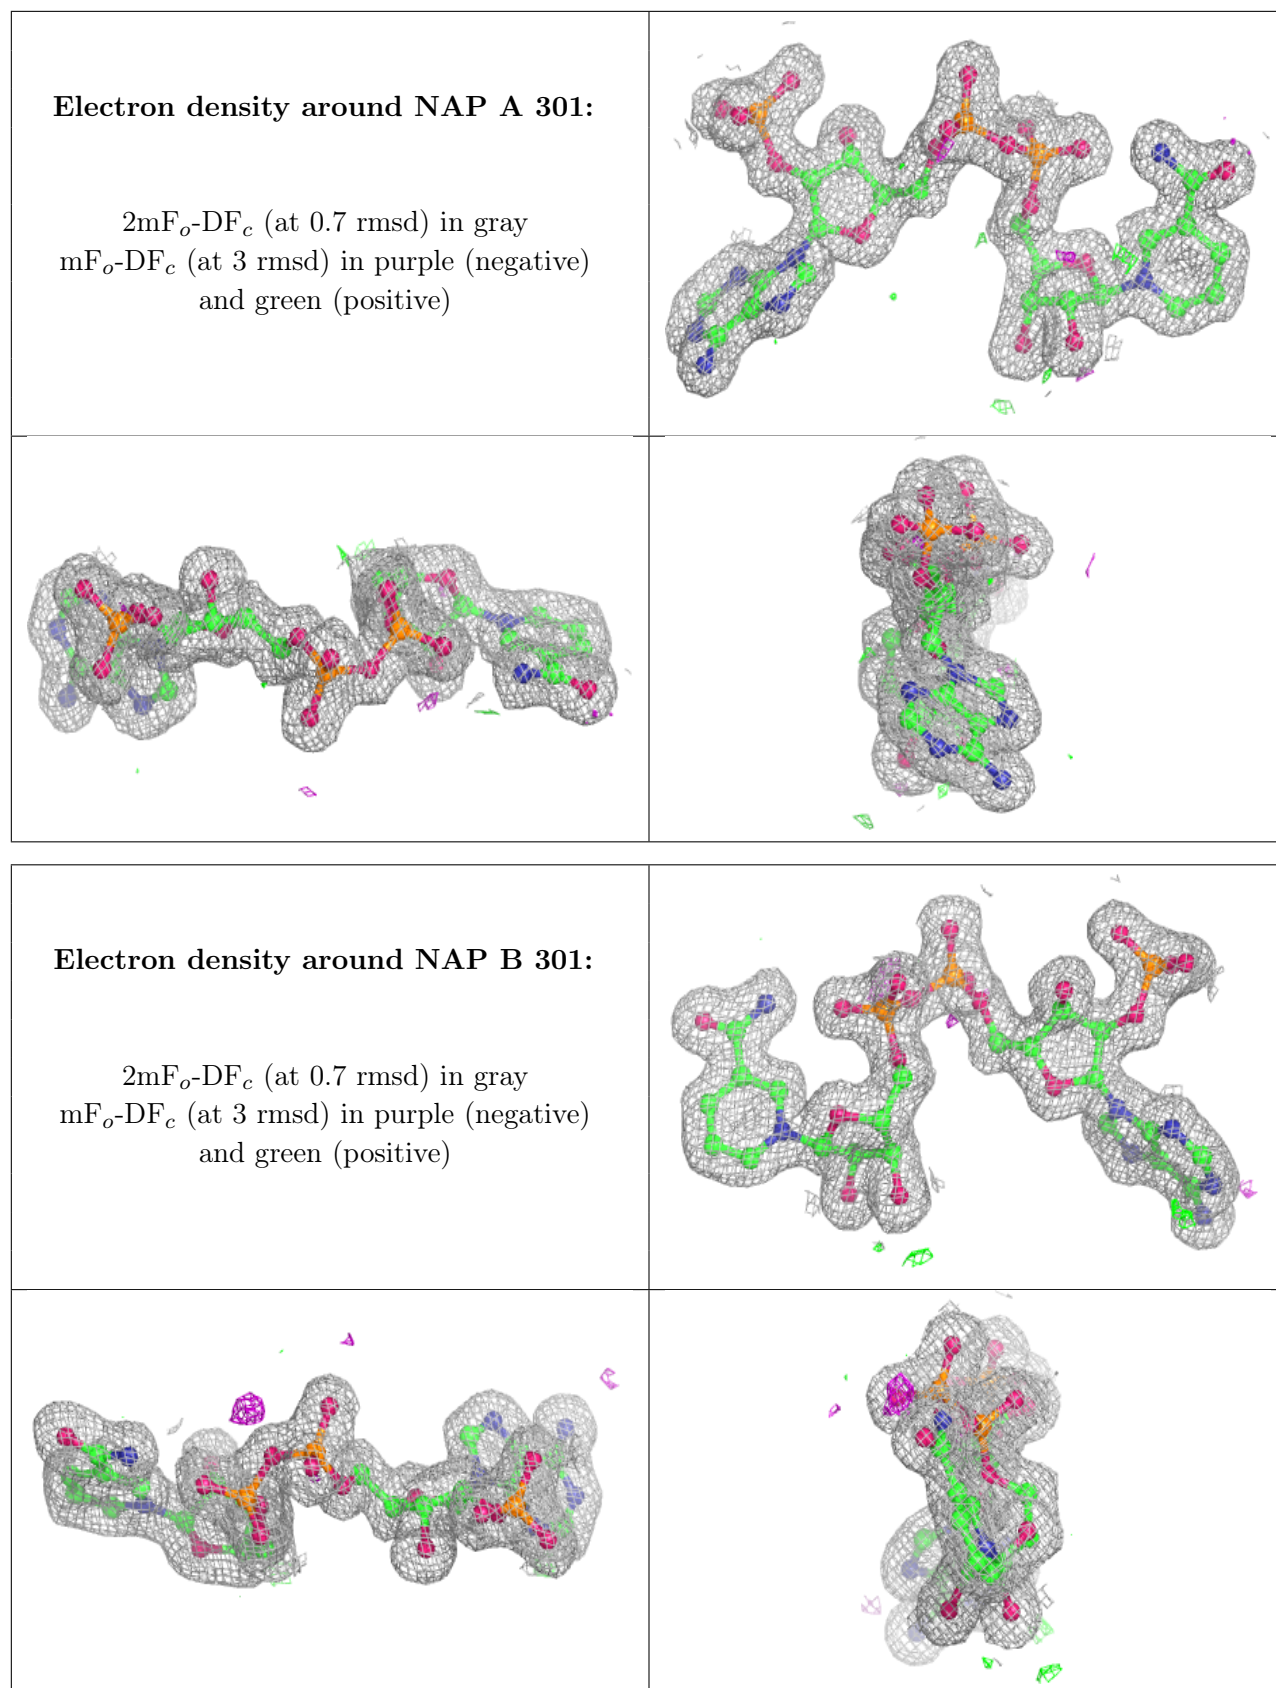 Electron density around NAP A 301:
2mFo-DFc (at 0.7 rmsd) in gray
mFo-DFc (at 3 rmsd) in purple (negative)
and green (positive)
Electron density around NAP B 301:
2mFo-DFc (at 0.7 rmsd) in gray
mFo-DFc (at 3 rmsd) in purple (negative)
and green (positive)